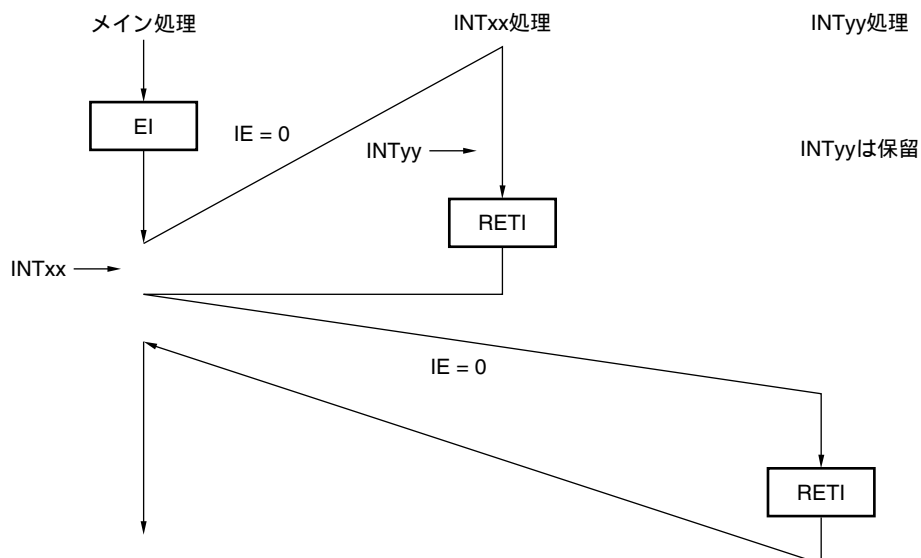 メイン処理
INTxx処理
INTyy処理
EI
IE = 0
INTyy
INTyyは保留
RETI
INTxx
IE = 0
RETI